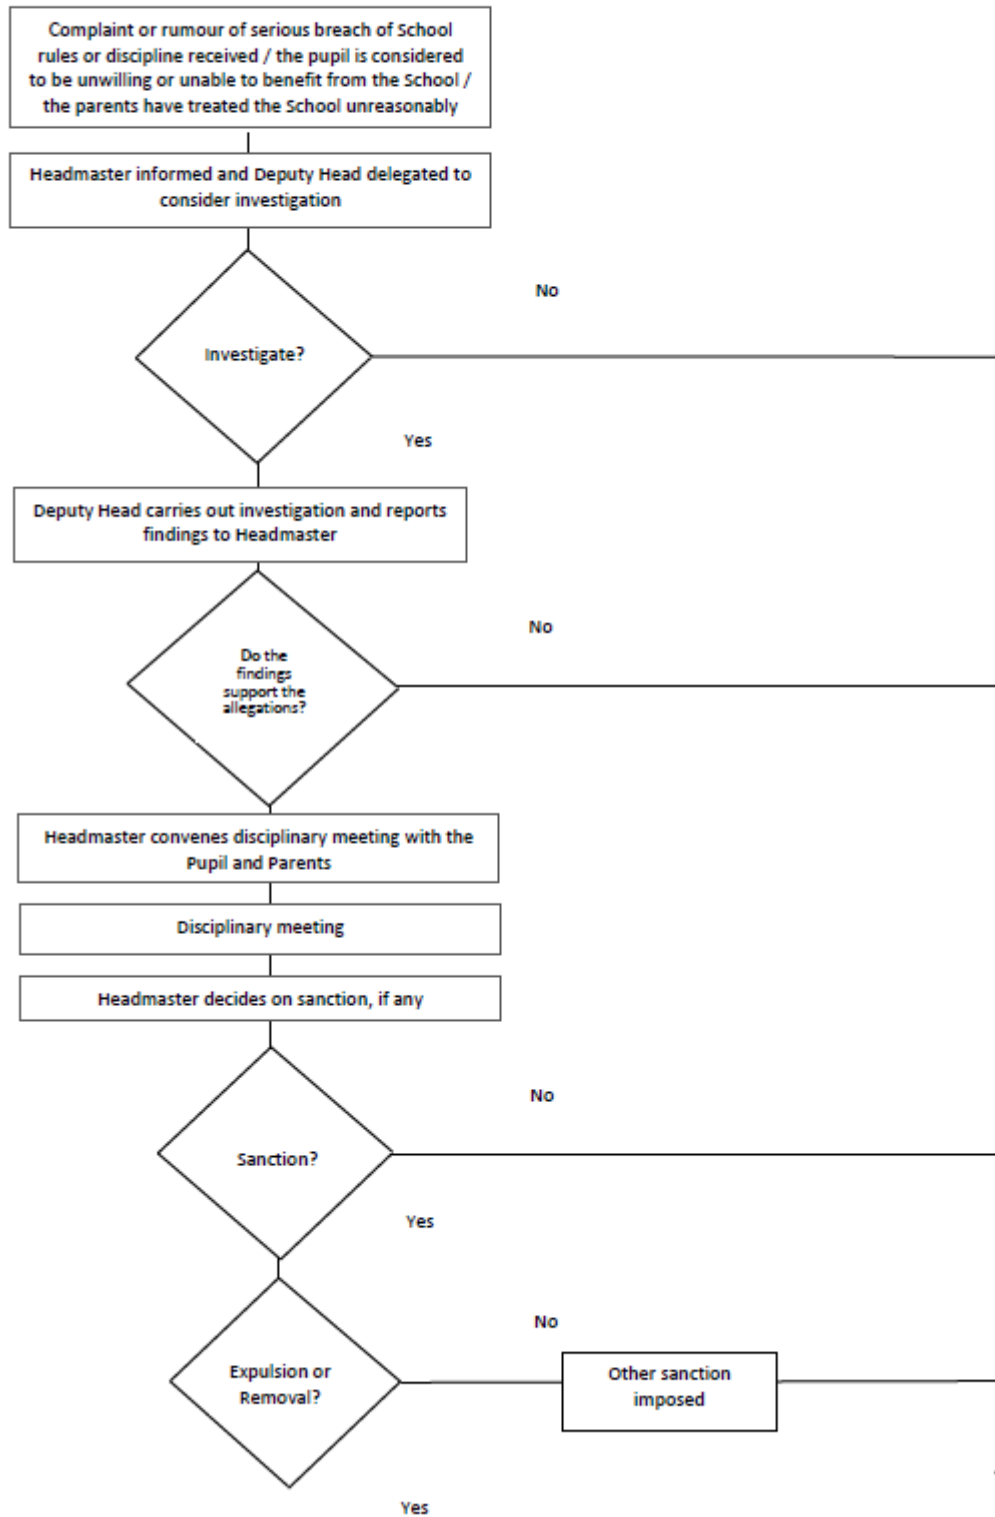 Complaint or rumour of serious breach of School
rules or discipline received / the pupil is considered
to be unwilling or unable to benefit from the School /
the parents have treated the School unreasonably
Headmaster informed and Deputy Head delegated to
consider investigation
No
Investigate?
Yes
Deputy Head carries out investigation and reports
findings to Headmaster
No
Do the
findings
support the
allegations?
Headmaster convenes disciplinary meeting with the
Pupil and Parents
Disciplinary meeting
Headmaster decides on sanction, if any
No
Sanction?
Yes
No
Expulsion or
Removal?
Other sanction
imposed
Yes